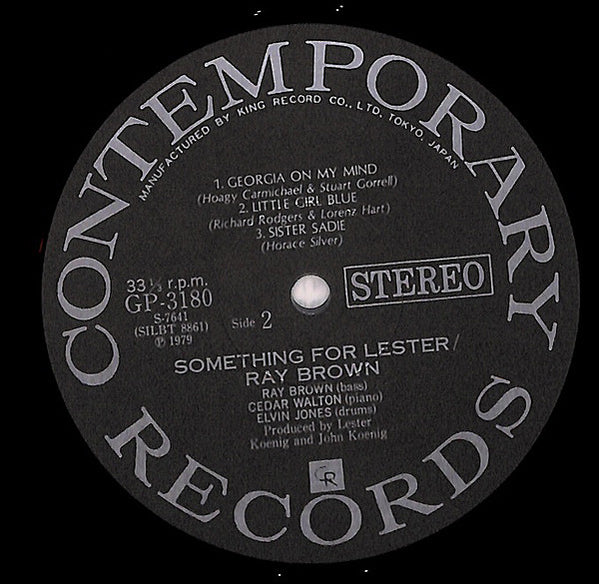 CONTEMPORARY
MANUFACTURED BY KING RECORD CO., LTD. TOKYO, JAPAN
1. GEORGIA ON MY MIND
(Hoagy Carmichael & Stuart Gorrell)
2. LITTLE GIRL BLUE
(Richard Rodgers & Lorenz Hart)
3. SISTER SADIE
(Horace Silver)
33⅓ r.p.m.
GP-3180
S-7641
(SILBT 8861)
℗ 1979
Side 2
STEREO
SOMETHING FOR LESTER/
RAY BROWN
RAY BROWN (bass)
CEDAR WALTON (piano)
ELVIN JONES (drums)
Produced by Lester
Koenig and John Koenig
CR
RECORDS